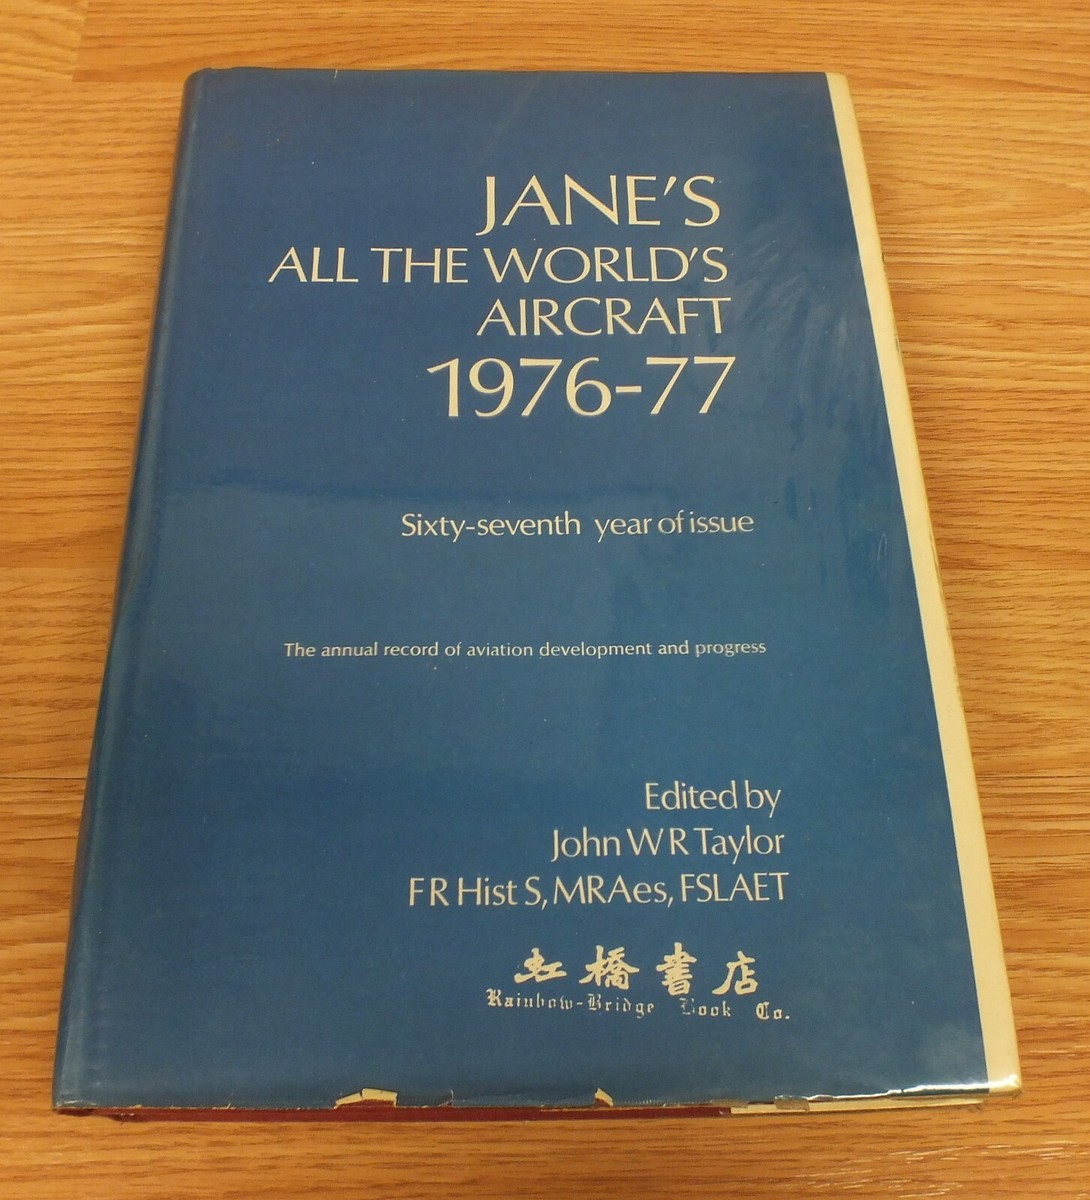 JANE'S
ALL THE WORLD'S
AIRCRAFT
1976-77
Sixty-seventh year of issue
The annual record of aviation development and progress
Edited by
John W R Taylor
F R Hist S, MRAes, FSLAET
虹橋書店
Rainbow-Bridge Book Co.